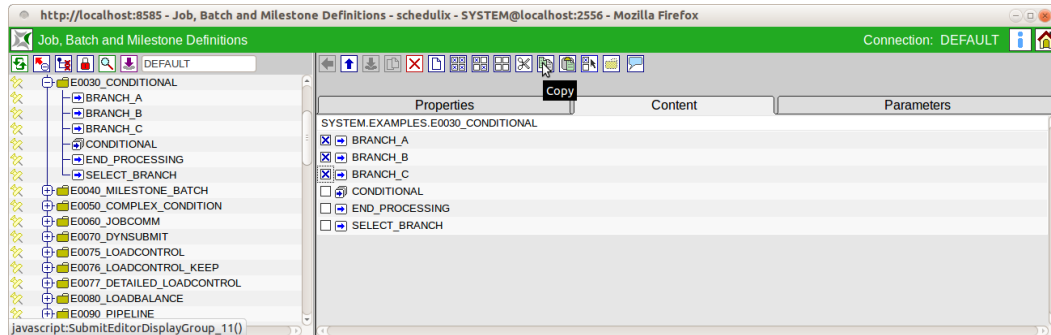 http://localhost:8585 - Job, Batch and Milestone Definitions - schedulix - SYSTEM@localhost:2556 - Mozilla Firefox
Job, Batch and Milestone Definitions
Connection: DEFAULT
DEFAULT
E0030_CONDITIONAL
BRANCH_A
BRANCH_B
BRANCH_C
CONDITIONAL
END_PROCESSING
SELECT_BRANCH
E0040_MILESTONE_BATCH
E0050_COMPLEX_CONDITION
E0060_JOBCOMM
E0070_DYNSUBMIT
E0075_LOADCONTROL
E0076_LOADCONTROL_KEEP
E0077_DETAILED_LOADCONTROL
E0080_LOADBALANCE
E0090_PIPELINE
javascript:SubmitEditorDisplayGroup_11()
Copy
Properties
Content
Parameters
SYSTEM.EXAMPLES.E0030_CONDITIONAL
BRANCH_A
BRANCH_B
BRANCH_C
CONDITIONAL
END_PROCESSING
SELECT_BRANCH